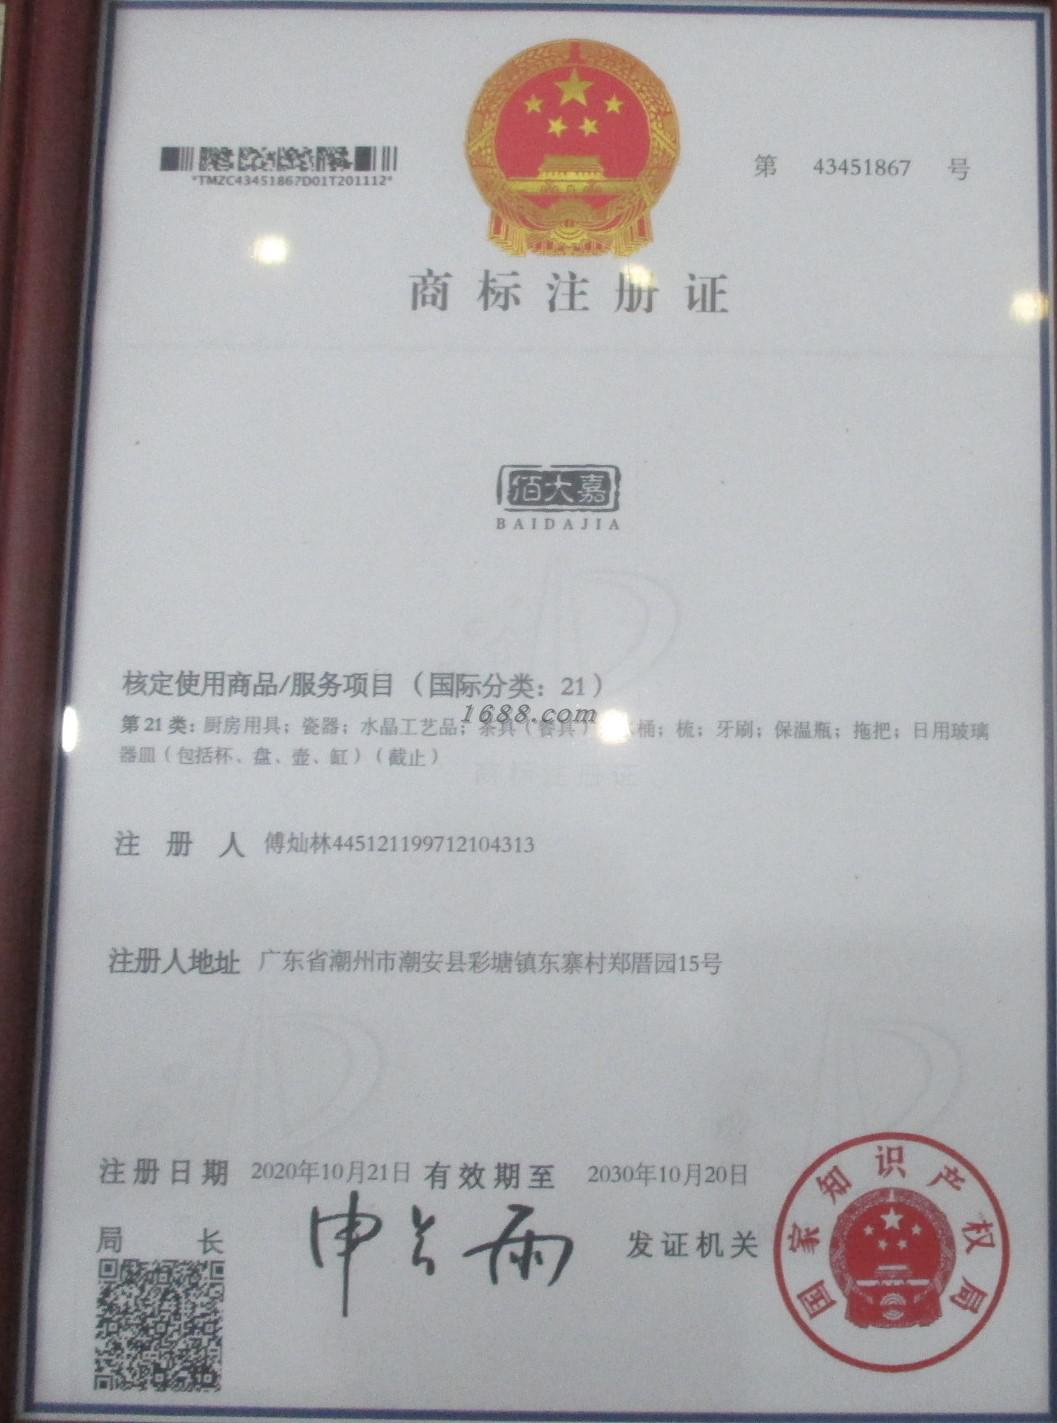 第 43451867 号
*TMZC43451867D01T201112*
商标注册证
佰大嘉
BAIDAJIA
核定使用商品/服务项目（国际分类：21）
1688.com
第21类：厨房用具；瓷器；水晶工艺品；茶具（餐具） 桶；梳；牙刷；保温瓶；拖把；日用玻璃
器皿（包括杯、盘、壶、缸）（截止）
商标注册证
注册人 傅灿林445121199712104313
注册人地址 广东省潮州市潮安县彩塘镇东寨村郑厝园15号
注册日期 2020年10月21日 有效期至 2030年10月20日
局长 申长雨 发证机关
国家知识产权局